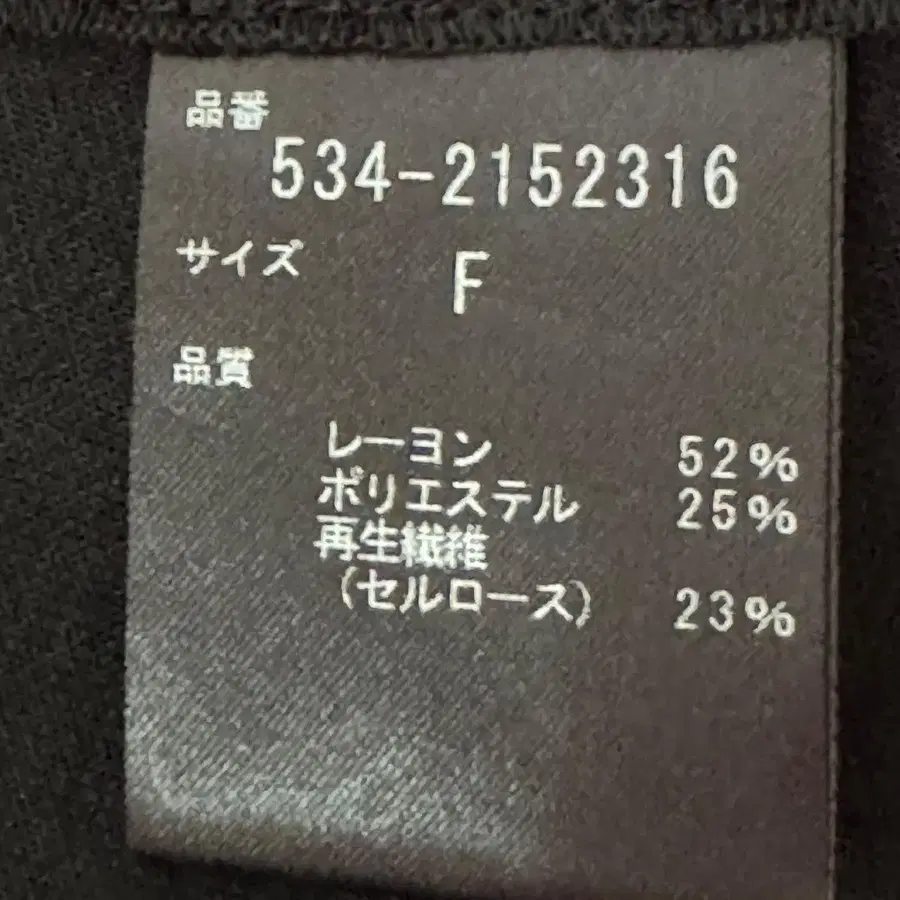 品番
534-2152316
サイズ F
品質
レーヨン 52%
ポリエステル 25%
再生繊維
(セルロース) 23%